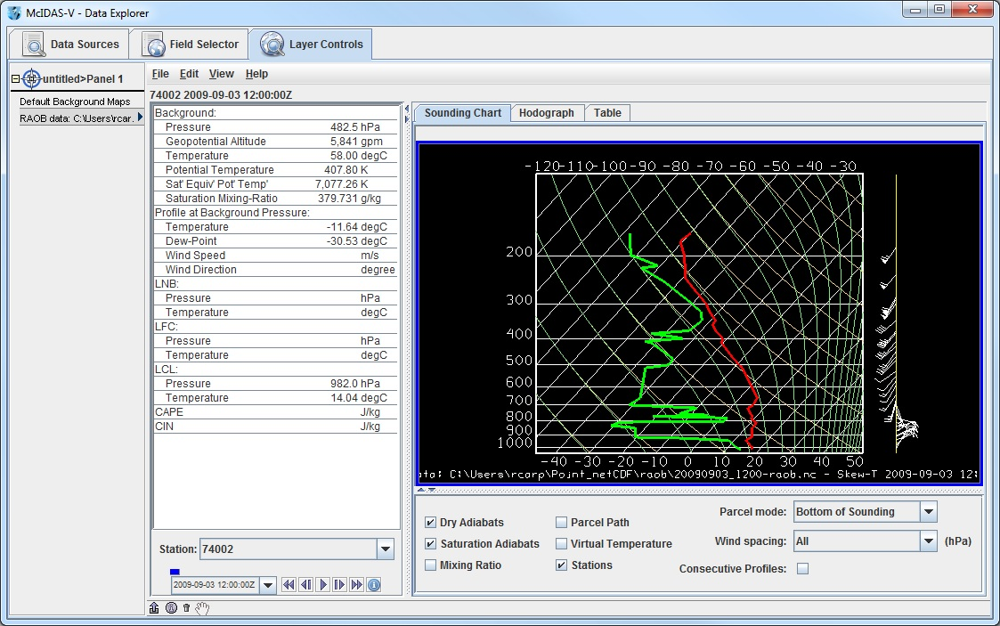 McIDAS-V - Data Explorer
Data Sources Field Selector Layer Controls
untitled>Panel 1
Default Background Maps
RAOB data: C:\Users\rcar.
File Edit View Help
74002 2009-09-03 12:00:00Z
Background:
Pressure 482.5 hPa
Geopotential Altitude 5,841 gpm
Temperature 58.00 degC
Potential Temperature 407.80 K
Sat' Equiv' Pot' Temp' 7,077.26 K
Saturation Mixing-Ratio 379.731 g/kg
Profile at Background Pressure:
Temperature -11.64 degC
Dew-Point -30.53 degC
Wind Speed m/s
Wind Direction degree
LNB:
Pressure hPa
Temperature degC
LFC:
Pressure hPa
Temperature degC
LCL:
Pressure 982.0 hPa
Temperature 14.04 degC
CAPE J/kg
CIN J/kg
Station: 74002
2009-09-03 12:00:00Z
Sounding Chart Hodograph Table
-120 -110 -100 -90 -80 -70 -60 -50 -40 -30
200
300
400
500
600
700
800
900
1000
-40 -30 -20 -10 0 10 20 30 40 50
ata: C:\Users\rcarp\Point_netCDF\raob\20090903_1200-raob.nc - Skew-T 2009-09-03 12:
Dry Adiabats Parcel Path Parcel mode: Bottom of Sounding
Saturation Adiabats Virtual Temperature Wind spacing: All (hPa)
Mixing Ratio Stations Consecutive Profiles: